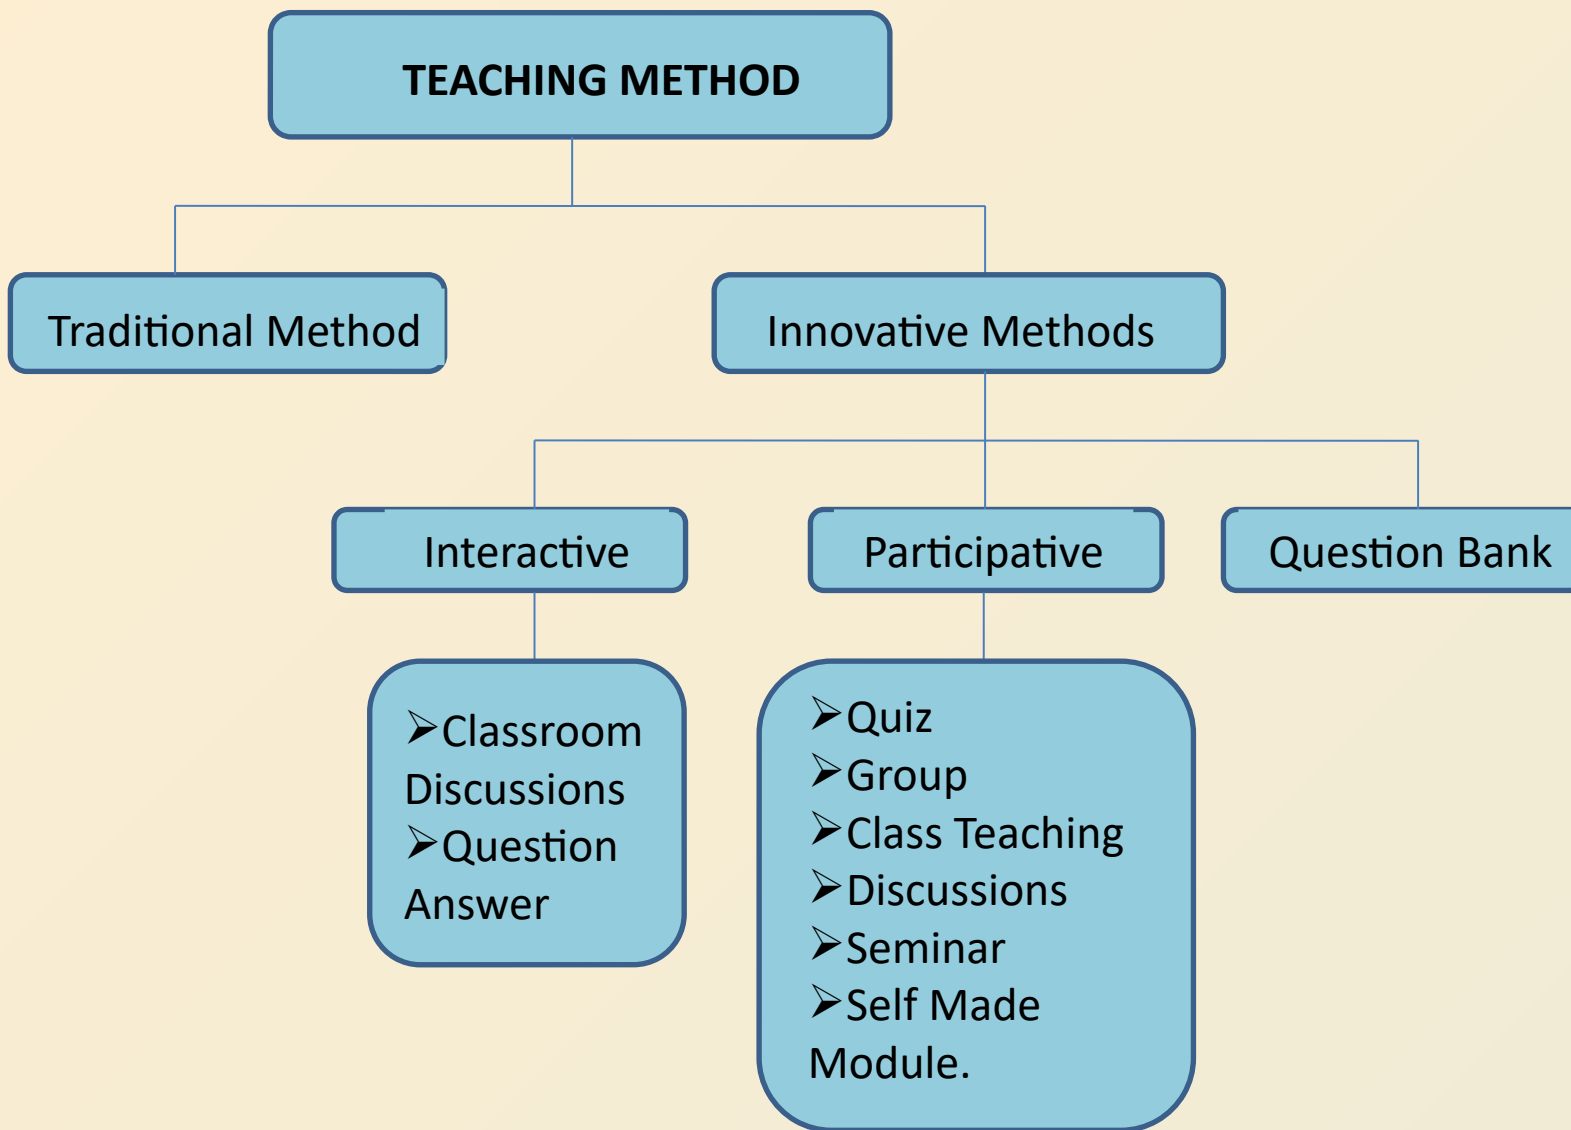 TEACHING METHOD
Traditional Method
Innovative Methods
Interactive
Participative
Question Bank
➢Classroom
Discussions
➢Question
Answer
➢Quiz
➢Group
➢Class Teaching
➢Discussions
➢Seminar
➢Self Made
Module.